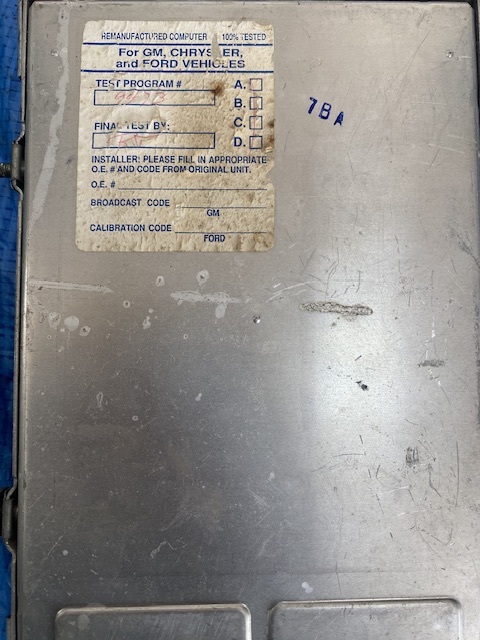 REMANUFACTURED COMPUTER 100% TESTED
For GM, CHRYSLER,
and FORD VEHICLES
TEST PROGRAM # A.
B.
FINAL TEST BY: C.
D.
INSTALLER: PLEASE FILL IN APPROPRIATE
O.E. # AND CODE FROM ORIGINAL UNIT.
O.E. #
BROADCAST CODE
GM
CALIBRATION CODE
FORD
7BA